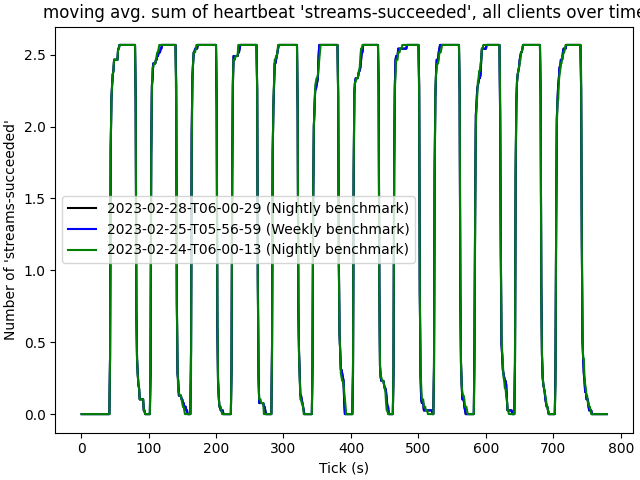 moving avg. sum of heartbeat 'streams-succeeded', all clients over time
2.5
2.0
1.5
1.0
0.5
0.0
Number of 'streams-succeeded'
2023-02-28-T06-00-29 (Nightly benchmark)
2023-02-25-T05-56-59 (Weekly benchmark)
2023-02-24-T06-00-13 (Nightly benchmark)
0 100 200 300 400 500 600 700 800
Tick (s)